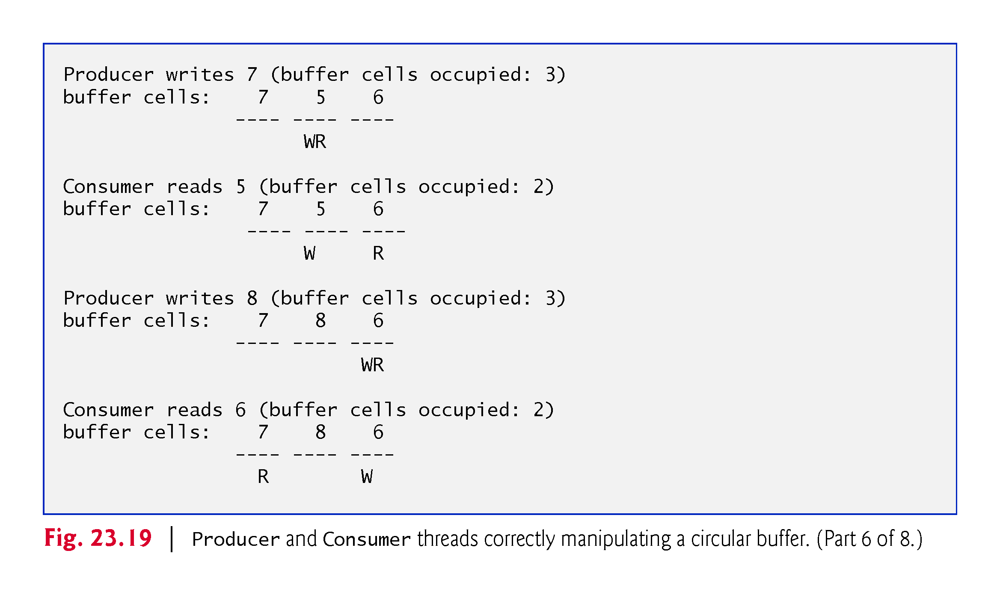 Producer writes 7 (buffer cells occupied: 3)
buffer cells:    7    5    6
               ---- ---- ----
                     WR
Consumer reads 5 (buffer cells occupied: 2)
buffer cells:    7    5    6
                ---- ---- ----
                     W     R
Producer writes 8 (buffer cells occupied: 3)
buffer cells:    7    8    6
               ---- ---- ----
                          WR
Consumer reads 6 (buffer cells occupied: 2)
buffer cells:    7    8    6
               ---- ---- ----
                 R        W
Fig. 23.19 | Producer and Consumer threads correctly manipulating a circular buffer. (Part 6 of 8.)